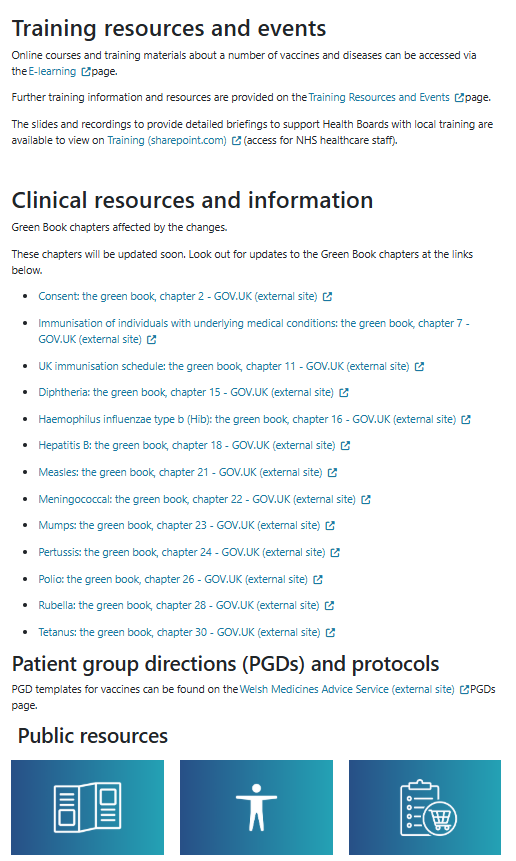 Training resources and events
Online courses and training materials about a number of vaccines and diseases can be accessed via
the E-learning page.
Further training information and resources are provided on the Training Resources and Events page.
The slides and recordings to provide detailed briefings to support Health Boards with local training are
available to view on Training (sharepoint.com) (access for NHS healthcare staff).
Clinical resources and information
Green Book chapters affected by the changes.
These chapters will be updated soon. Look out for updates to the Green Book chapters at the links
below.
• Consent: the green book, chapter 2 - GOV.UK (external site)
• Immunisation of individuals with underlying medical conditions: the green book, chapter 7 -
GOV.UK (external site)
• UK immunisation schedule: the green book, chapter 11 - GOV.UK (external site)
• Diphtheria: the green book, chapter 15 - GOV.UK (external site)
• Haemophilus influenzae type b (Hib): the green book, chapter 16 - GOV.UK (external site)
• Hepatitis B: the green book, chapter 18 - GOV.UK (external site)
• Measles: the green book, chapter 21 - GOV.UK (external site)
• Meningococcal: the green book, chapter 22 - GOV.UK (external site)
• Mumps: the green book, chapter 23 - GOV.UK (external site)
• Pertussis: the green book, chapter 24 - GOV.UK (external site)
• Polio: the green book, chapter 26 - GOV.UK (external site)
• Rubella: the green book, chapter 28 - GOV.UK (external site)
• Tetanus: the green book, chapter 30 - GOV.UK (external site)
Patient group directions (PGDs) and protocols
PGD templates for vaccines can be found on the Welsh Medicines Advice Service (external site) PGDs
page.
Public resources